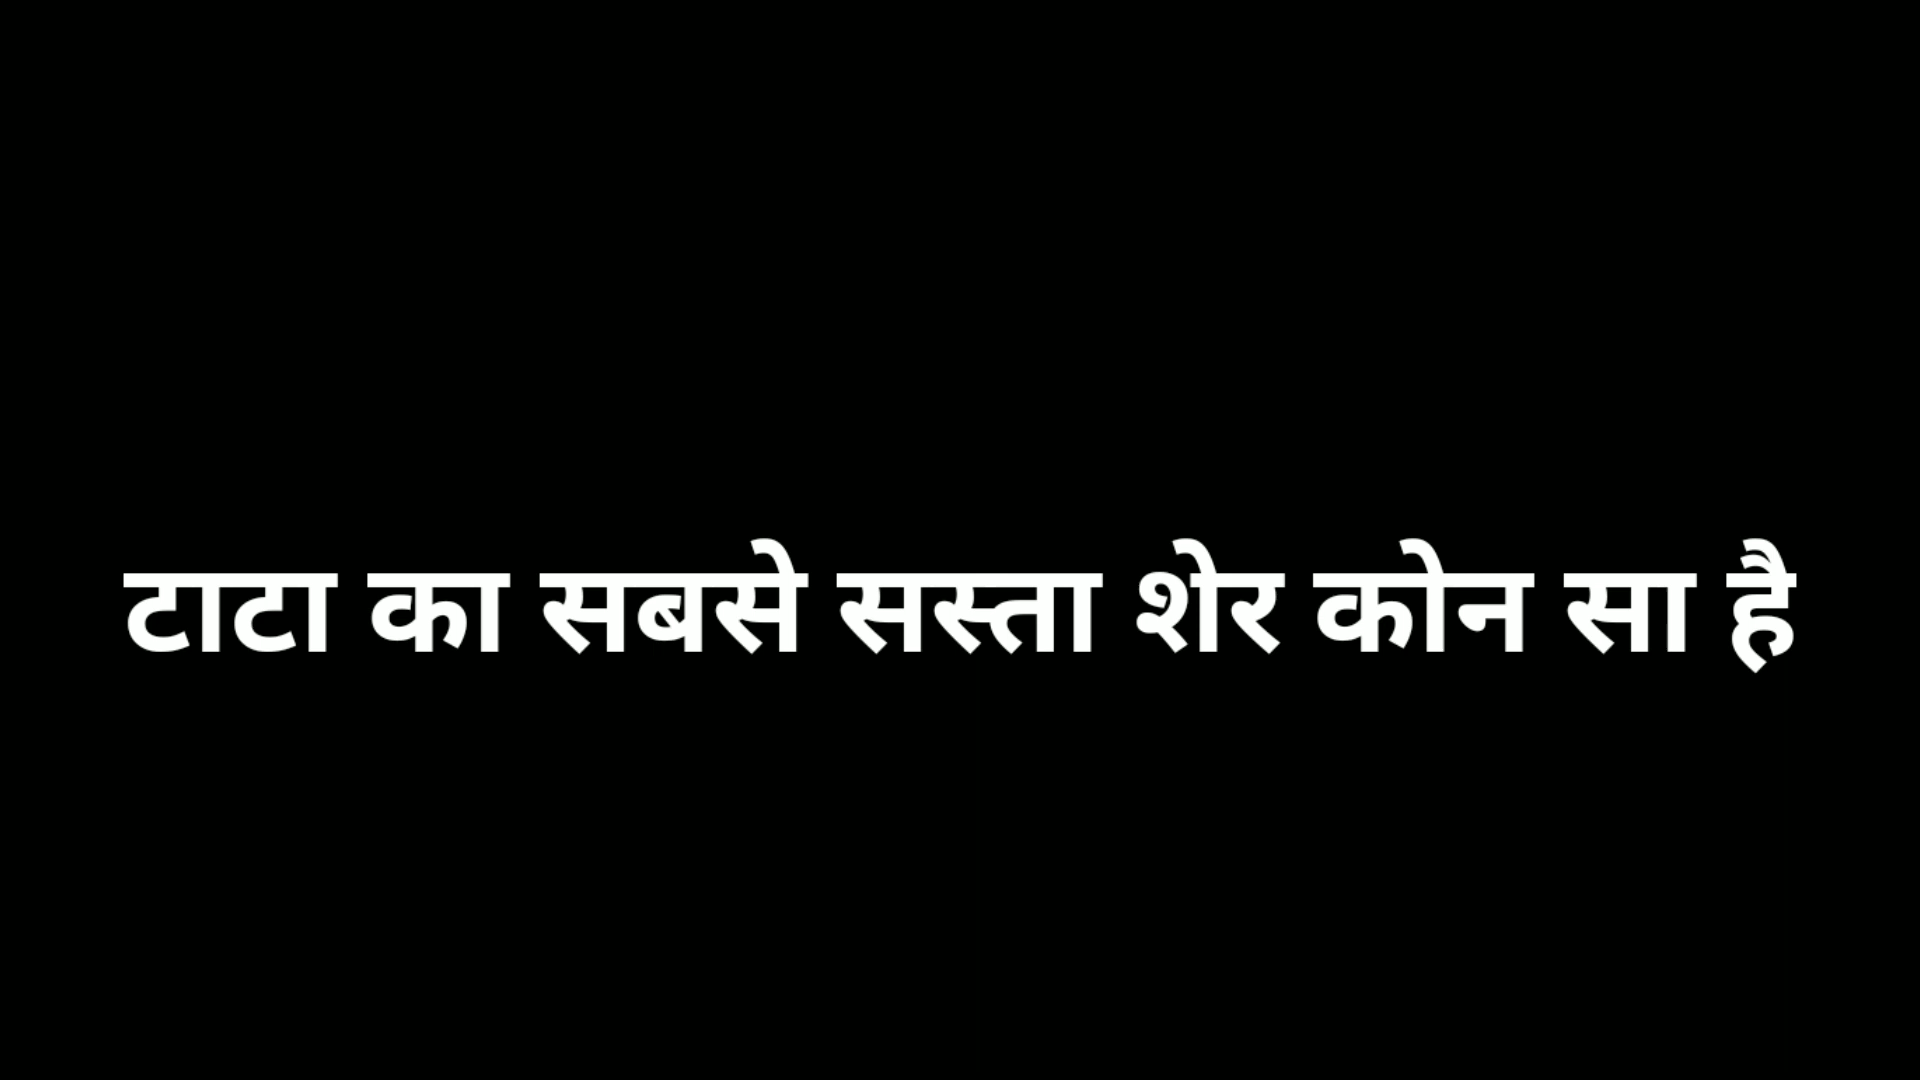 टाटा का सबसे सस्ता शेर कोन सा है